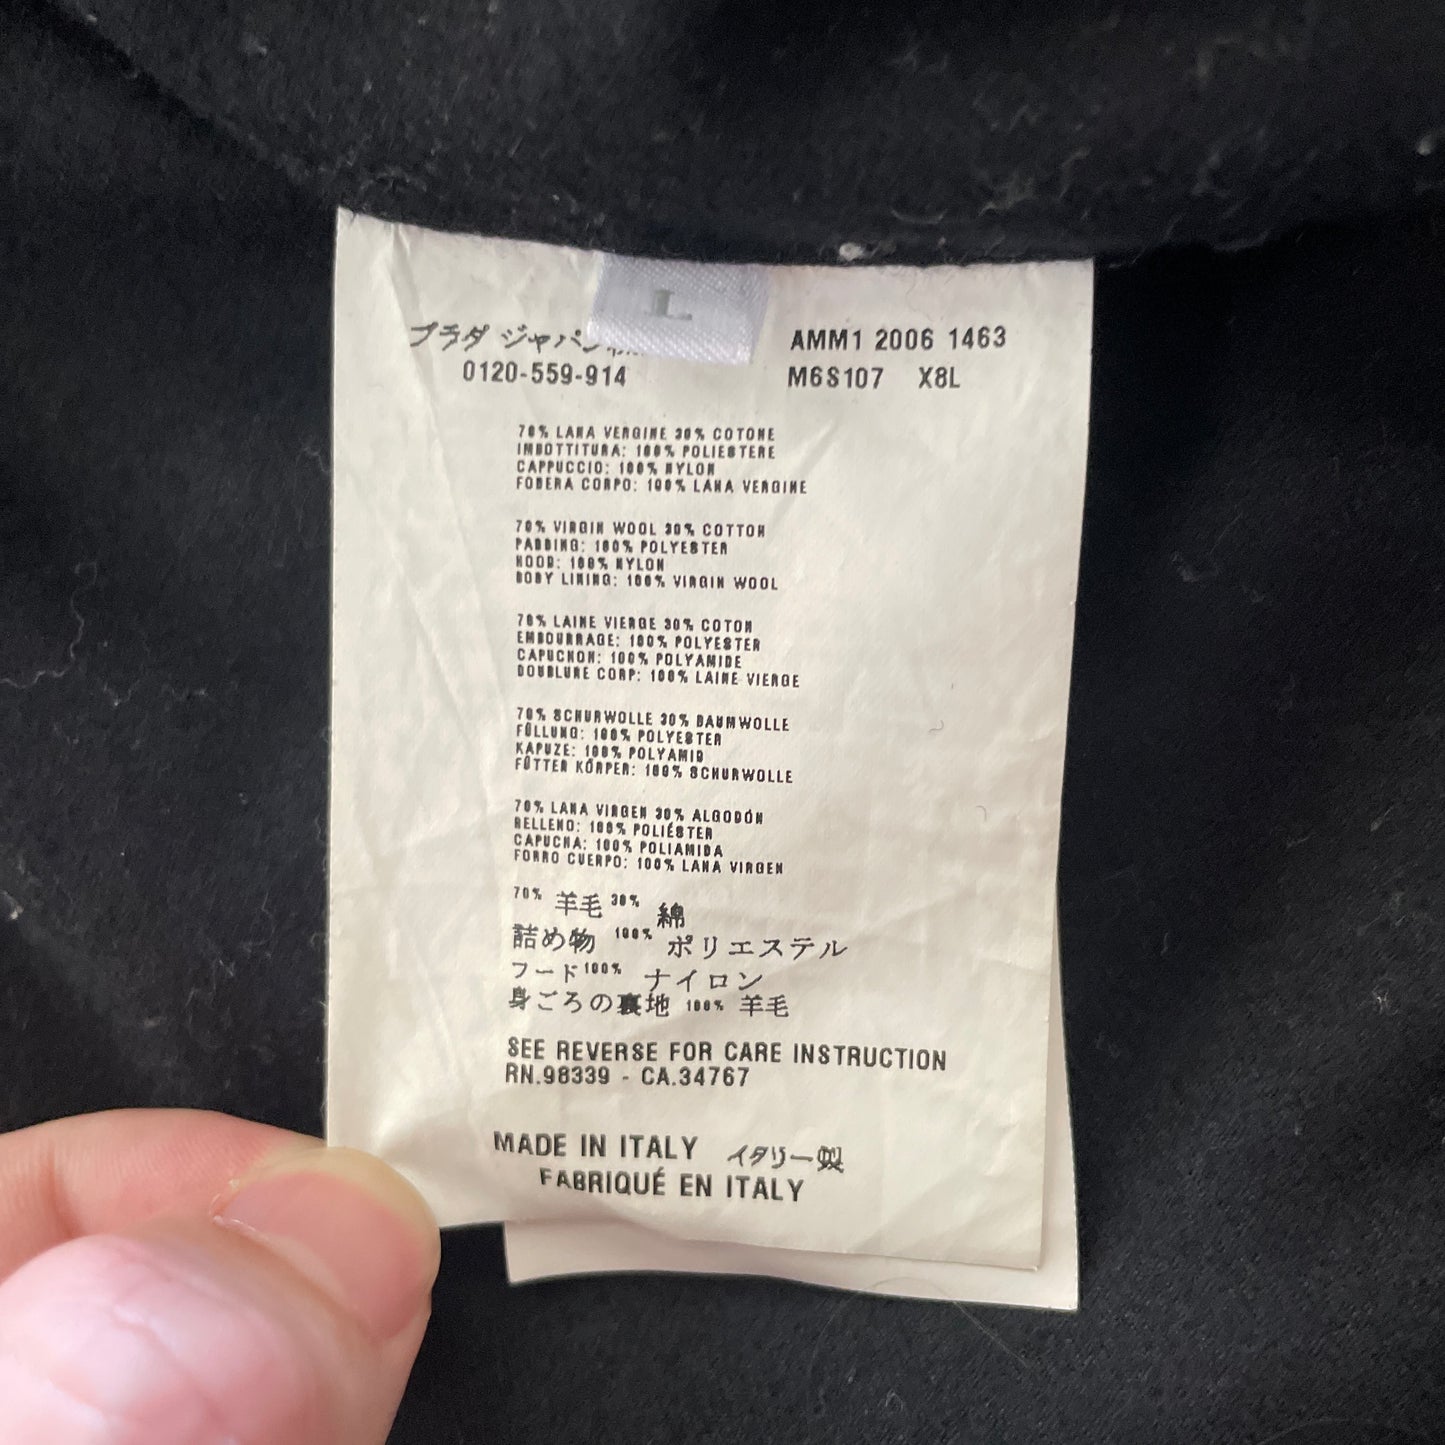 L
プラダ ジャパン
0120-559-914
AMM1 2006 1463
M6S107 X8L
70% LANA VERGINE 30% COTONE
IMBOTTITURA: 100% POLIESTERE
CAPPUCCIO: 100% NYLON
FODERA CORPO: 100% LANA VERGINE
70% VIRGIN WOOL 30% COTTON
PADDING: 100% POLYESTER
HOOD: 100% NYLON
BODY LINING: 100% VIRGIN WOOL
70% LAINE VIERGE 30% COTON
EMBOURRAGE: 100% POLYESTER
CAPUCHON: 100% POLYAMIDE
DOUBLURE CORP: 100% LAINE VIERGE
70% SCHURWOLLE 30% BAUMWOLLE
FÜLLUNG: 100% POLYESTER
KAPUZE: 100% POLYAMID
FÜTTER KÖRPER: 100% SCHURWOLLE
70% LANA VIRGEN 30% ALGODÓN
RELLENO: 100% POLIÉSTER
CAPUCHA: 100% POLIAMIDA
FORRO CUERPO: 100% LANA VIRGEN
70% 羊毛 30% 綿
詰め物 100% ポリエステル
フード 100% ナイロン
身ごろの裏地 100% 羊毛
SEE REVERSE FOR CARE INSTRUCTION
RN.98339 - CA.34767
MADE IN ITALY イタリー製
FABRIQUÉ EN ITALY